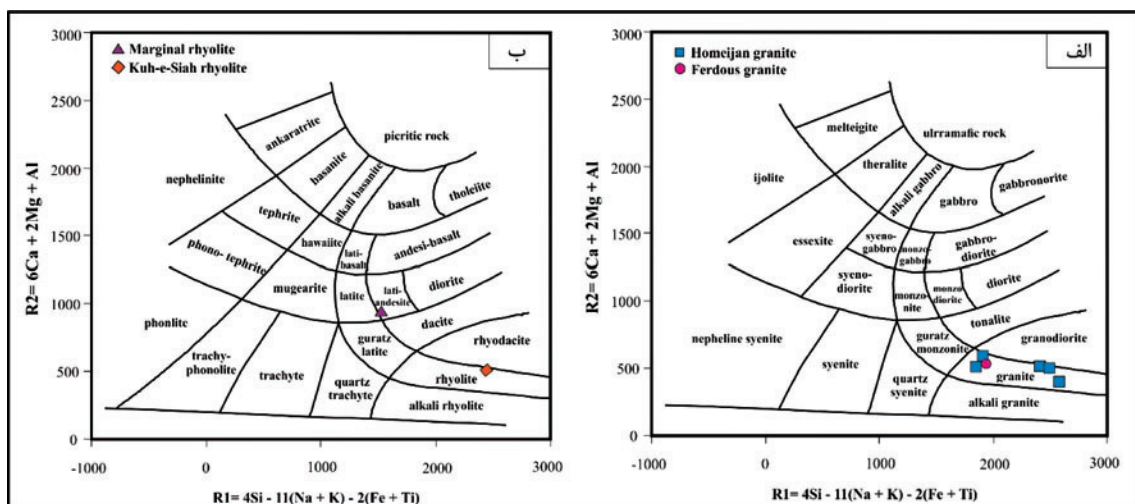 3000
2500
2000
1500
1000
500
0
-1000
0
1000
2000
3000
R2= 6Ca + 2Mg + Al
R1= 4Si - 11(Na + K) - 2(Fe + Ti)
ب
Marginal rhyolite
Kuh-e-Siah rhyolite
ankaratrite
picritic rock
nephelinite
basanite
alkali basanite
basalt
tholeiite
tephrite
hawaiite
lati-
basalt
andesi-basalt
phono- tephrite
mugearite
latite
lati-
andesite
diorite
phonlite
dacite
rhyodacite
guratz
latite
trachy-
phonolite
trachyte
quartz
trachyte
rhyolite
alkali rhyolite
3000
2500
2000
1500
1000
500
0
-1000
0
1000
2000
3000
R2= 6Ca + 2Mg + Al
R1= 4Si - 11(Na + K) - 2(Fe + Ti)
الف
Homeijan granite
Ferdous granite
melteigite
ulrramafic rock
ijolite
theralite
alkali gabbro
gabbro
gabbronorite
essexite
syeno-
gabbro
monzo-
gabbro
gabbro-
diorite
syeno-
diorite
monzo-
nite
monzo
diorite
diorite
nepheline syenite
tonalite
granodiorite
guratz
monzonite
syenite
quartz
syenite
granite
alkali granite